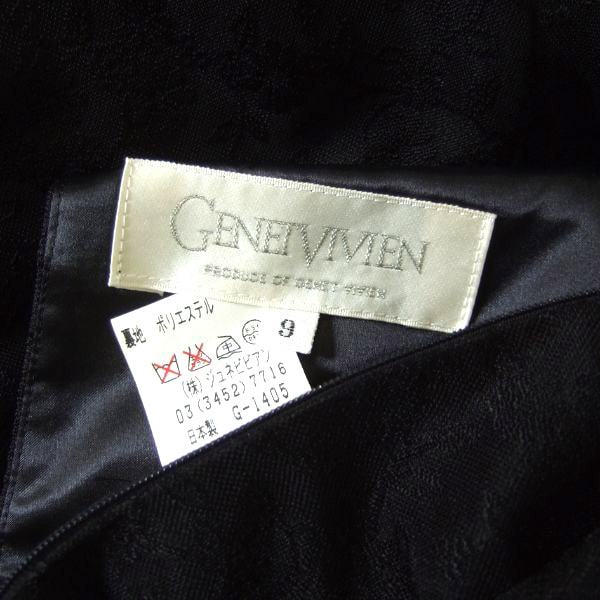 GENET VIVIEN
PRODUCE OF GENET VIVIEN
裏地 ポリエステル
9
(株)ジュネビビアン
03(3452)7716
G-1405
日本製